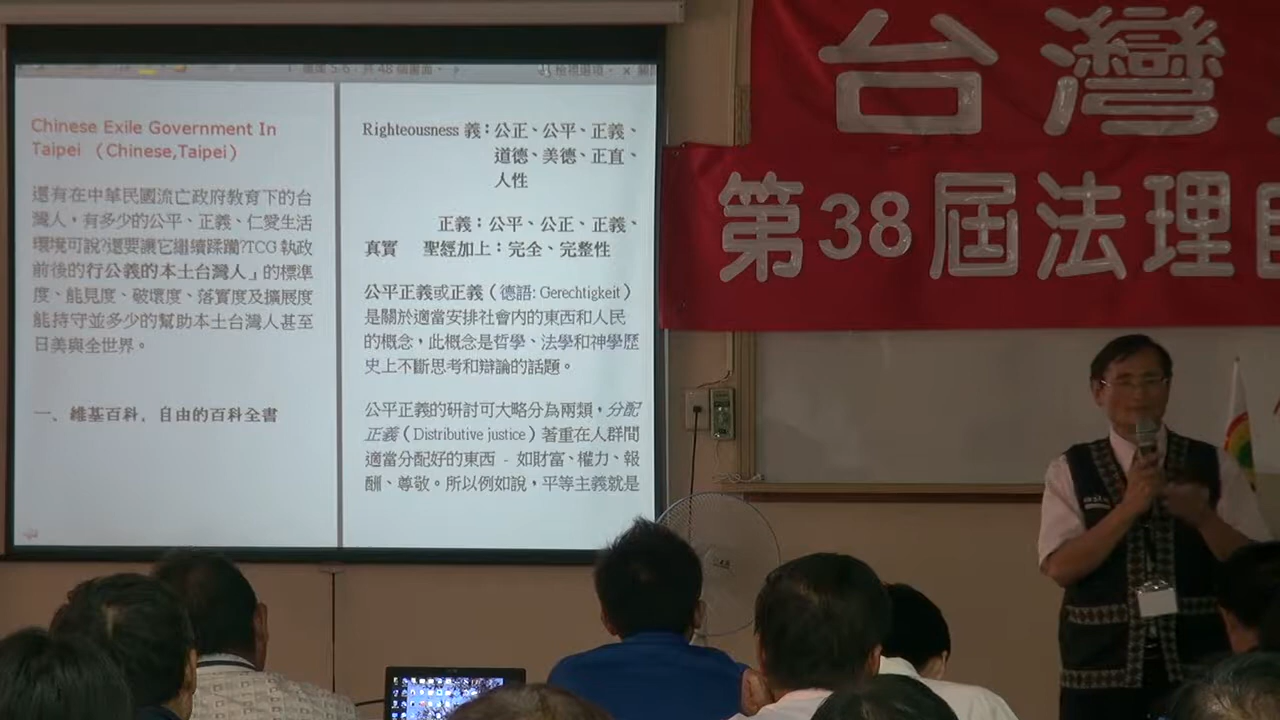 Chinese Exile Government In
Taipei （Chinese,Taipei）
還有在中華民國流亡政府教育下的台
灣人，有多少的公平、正義、仁愛生活
環境可說?還要讓它繼續蹂躪?TCG 執政
前後的行公義的本土台灣人」的標準
度、能見度、破壞度、落實度及擴展度
能持守並多少的幫助本土台灣人甚至
日美與全世界。
一、維基百科，自由的百科全書
Righteousness 義：公正、公平、正義、
道德、美德、正直、
人性
正義：公平、公正、正義、
真實 聖經加上：完全、完整性
公平正義或正義（德語: Gerechtigkeit）
是關於適當安排社會內的東西和人民
的概念，此概念是哲學、法學和神學歷
史上不斷思考和辯論的話題。
公平正義的研討可大略分為兩類，分配
正義（Distributive justice）著重在人群間
適當分配好的東西 - 如財富、權力、報
酬、尊敬。所以例如說，平等主義就是
台灣
第38屆法理